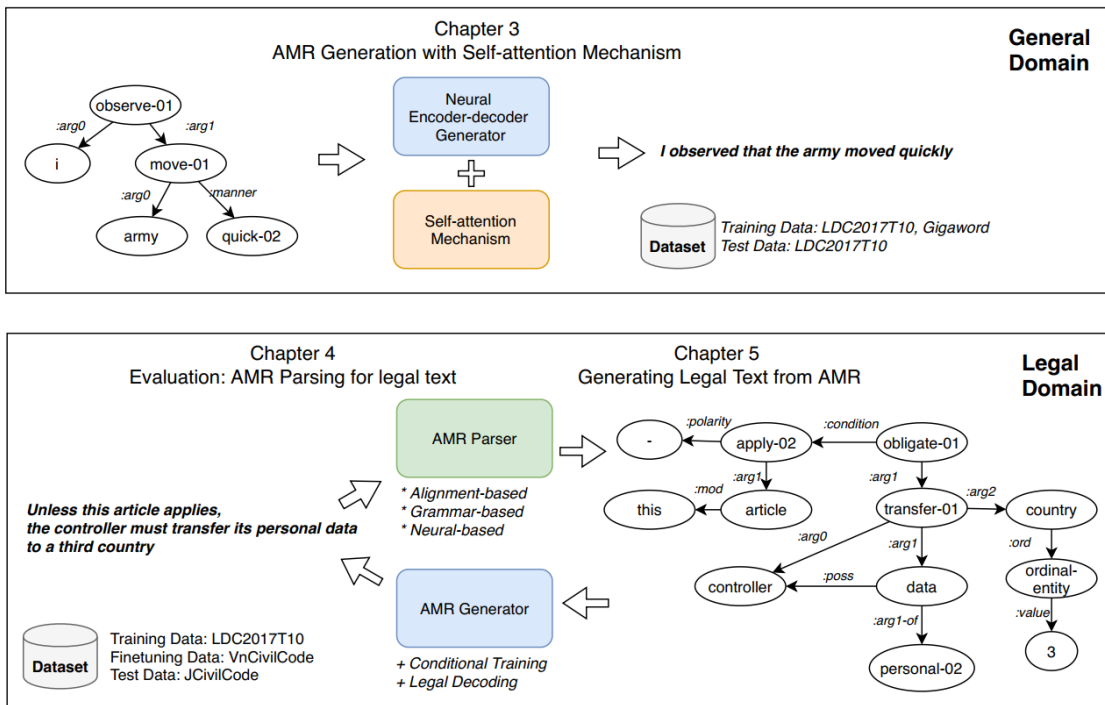 Chapter 3
AMR Generation with Self-attention Mechanism
General
Domain
observe-01
:arg0
:arg1
i
move-01
:arg0
:manner
army
quick-02
Neural
Encoder-decoder
Generator
Self-attention
Mechanism
I observed that the army moved quickly
Dataset
Training Data: LDC2017T10, Gigaword
Test Data: LDC2017T10
Chapter 4
Evaluation: AMR Parsing for legal text
Chapter 5
Generating Legal Text from AMR
Legal
Domain
Unless this article applies,
the controller must transfer its personal data
to a third country
AMR Parser
* Alignment-based
* Grammar-based
* Neural-based
AMR Generator
+ Conditional Training
+ Legal Decoding
Dataset
Training Data: LDC2017T10
Finetuning Data: VnCivilCode
Test Data: JCivilCode
-
:polarity
apply-02
:condition
obligate-01
:arg1
:arg1
:arg2
this
:mod
article
transfer-01
country
:arg0
:arg1
:ord
controller
:poss
data
ordinal-
entity
:arg1-of
:value
personal-02
3